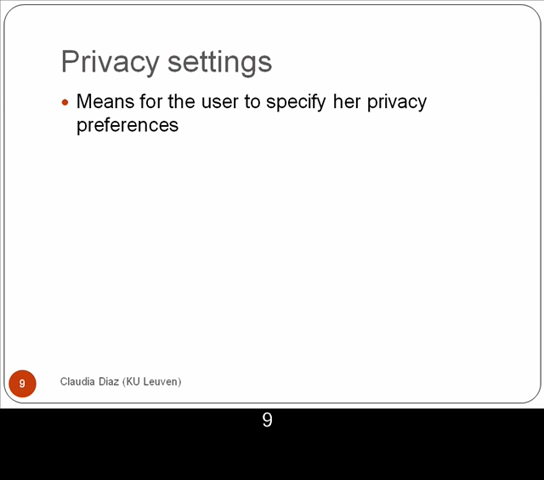 Privacy settings
• Means for the user to specify her privacy
preferences
9
Claudia Diaz (KU Leuven)
9